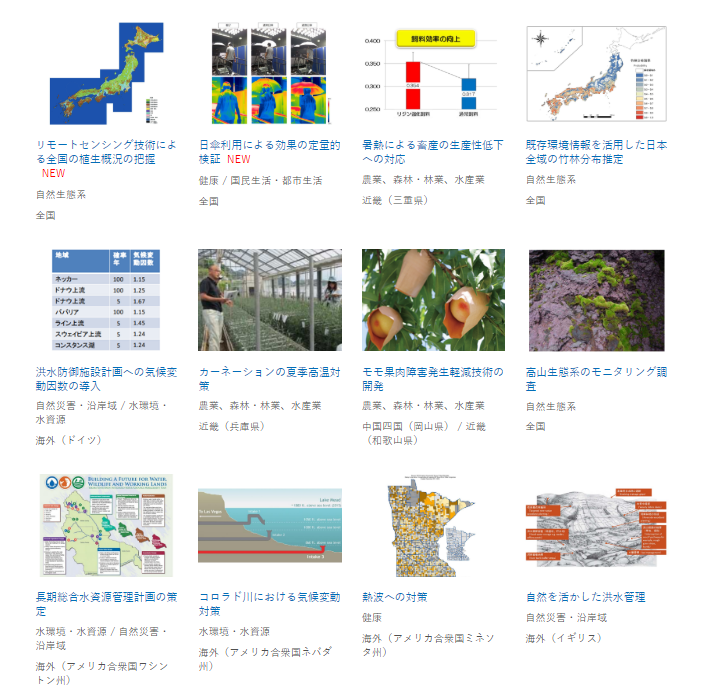 リモートセンシング技術によ
る全国の植生概況の把握
NEW
自然生態系
全国
日傘利用による効果の定量的
検証 NEW
健康 / 国民生活・都市生活
全国
飼料効率の向上
0.400
0.350
0.300
0.250
リジン強化飼料
通常飼料
暑熱による畜産の生産性低下
への対応
農業、森林・林業、水産業
近畿（三重県）
既存環境情報を活用した日本
全域の竹林分布推定
自然生態系
全国
地域 確率年 気候変動因数
ネッカー 100 1.15
ドナウ上流 100 1.25
ドナウ上流 5 1.67
ババリア 100 1.15
ライン上流 5 1.45
スウェイビア上流 5 1.24
コンスタンス湖 5 1.24
洪水防御施設計画への気候変
動因数の導入
自然災害・沿岸域 / 水環境・
水資源
海外（ドイツ）
カーネーションの夏季高温対
策
農業、森林・林業、水産業
近畿（兵庫県）
モモ果肉障害発生軽減技術の
開発
農業、森林・林業、水産業
中国四国（岡山県） / 近畿
（和歌山県）
高山生態系のモニタリング調
査
自然生態系
全国
BUILDING A FUTURE FOR WATER,
WILDLIFE AND WORKING LANDS
長期総合水資源管理計画の策
定
水環境・水資源 / 自然災害・
沿岸域
海外（アメリカ合衆国ワシン
トン州）
Lake Mead
To Las Vegas
コロラド川における気候変動
対策
水環境・水資源
海外（アメリカ合衆国ネバダ
州）
熱波への対策
健康
海外（アメリカ合衆国ミネソ
タ州）
自然を活かした洪水管理
自然災害・沿岸域
海外（イギリス）